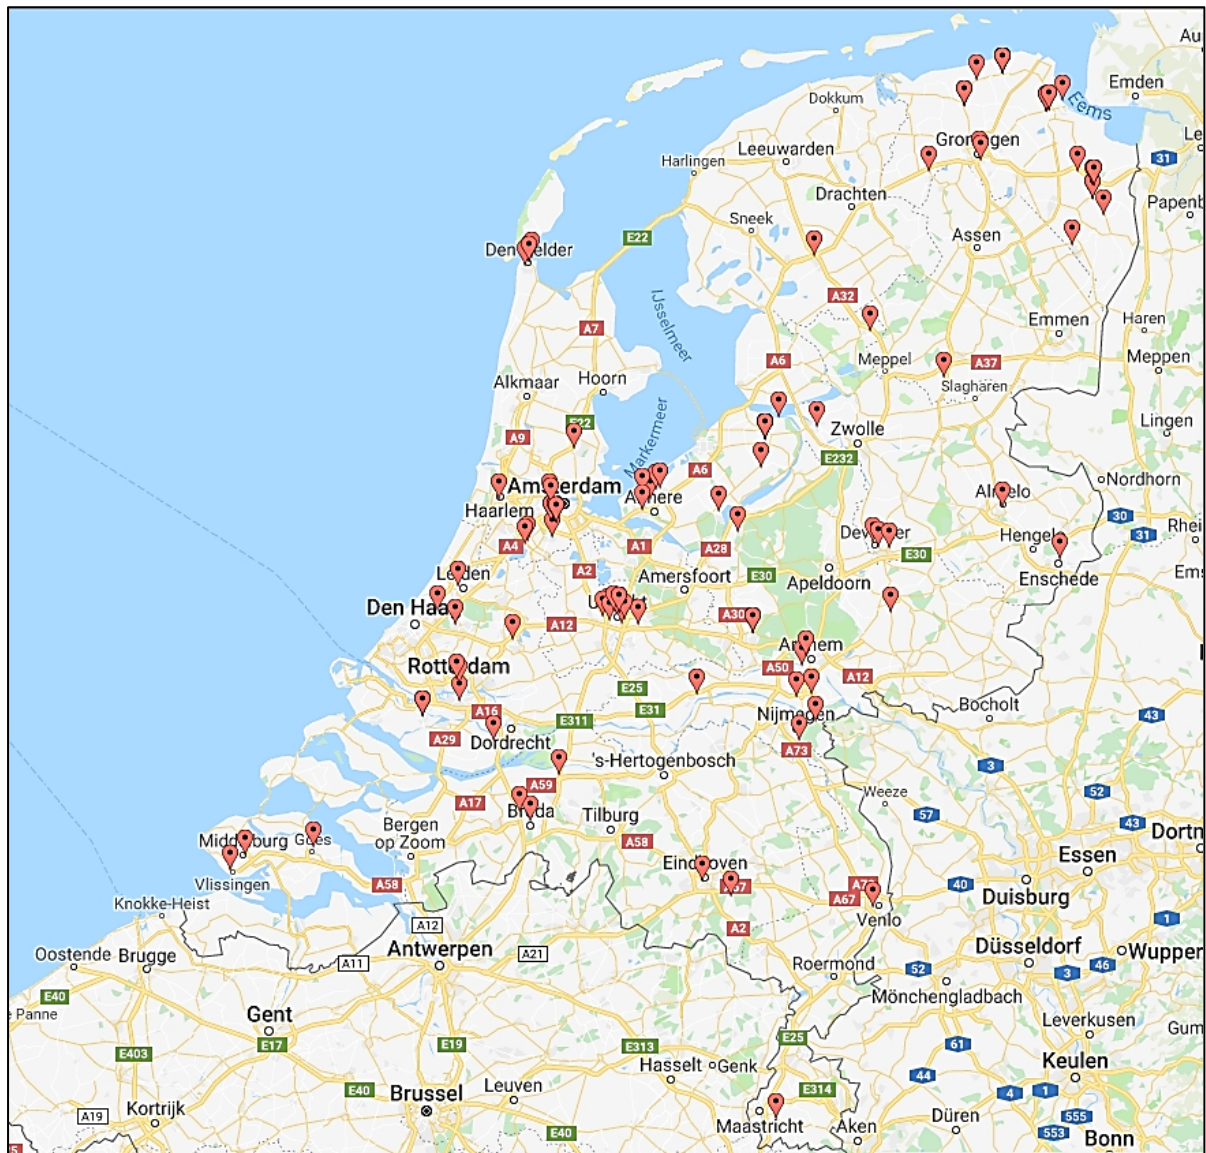 Au
Emden
Dokkum
Eems
Groningen
Le
Leeuwarden
Harlingen
31
Drachten
Papenb
Sneek
Assen
E22
Den Helder
IJsselmeer
A32
Emmen
Haren
A7
Meppel
A6
A37
Meppen
Slagharen
Alkmaar
Hoorn
E22
Lingen
Zwolle
A9
Markermeer
E232
A6
Nordhorn
Amsterdam
Almere
Almelo
Haarlem
30
Rhei
Deventer
31
Hengelo
A4
A1
A28
E30
A2
Ems
Leiden
Amersfoort
E30
Apeldoorn
Enschede
Den Haa
A12
A30
Arnhem
Rotterdam
A50
A12
E25
Bocholt
E31
A16
Nijmegen
43
E311
A29
Dordrecht
A73
's-Hertogenbosch
3
A59
Weeze
52
A17
Breda
Tilburg
57
43
Bergen
op Zoom
Dortn
Middelburg
Goes
A58
Essen
Eindhoven
Vlissingen
A58
A67
40
Duisburg
Knokke-Heist
Venlo
1
A12
A2
Antwerpen
Düsseldorf
Wupper
Oostende
Brugge
A11
A21
Roermond
52
46
3
E40
Mönchengladbach
e Panne
Gent
Leverkusen
Gum
E403
E17
E19
E313
E25
61
Hasselt
Genk
Keulen
E40
Brussel
Leuven
E314
44
4
1
A19
Kortrijk
Maastricht
Aken
Düren
555
E40
553
Bonn